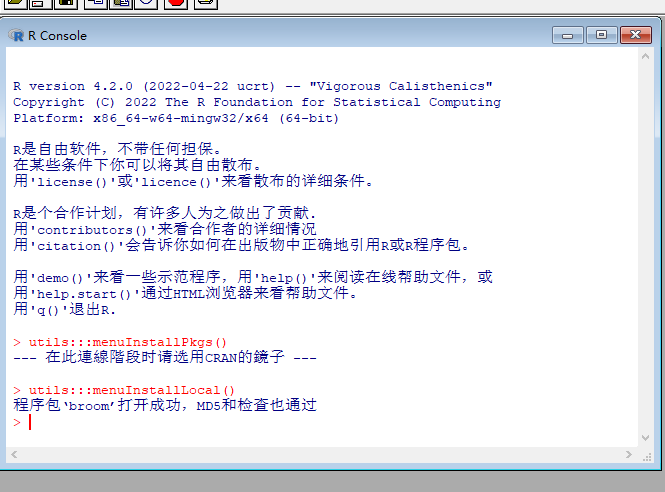 R Console
R version 4.2.0 (2022-04-22 ucrt) -- "Vigorous Calisthenics"
Copyright (C) 2022 The R Foundation for Statistical Computing
Platform: x86_64-w64-mingw32/x64 (64-bit)
R是自由软件，不带任何担保。
在某些条件下你可以将其自由散布。
用'license()'或'licence()'来看散布的详细条件。
R是个合作计划，有许多人为之做出了贡献.
用'contributors()'来看合作者的详细情况
用'citation()'会告诉你如何在出版物中正确地引用R或R程序包。
用'demo()'来看一些示范程序，用'help()'来阅读在线帮助文件，或
用'help.start()'通过HTML浏览器来看帮助文件。
用'q()'退出R.
> utils:::menuInstallPkgs()
--- 在此連線階段时请选用CRAN的鏡子 ---
> utils:::menuInstallLocal()
程序包‘broom’打开成功，MD5和检查也通过
>